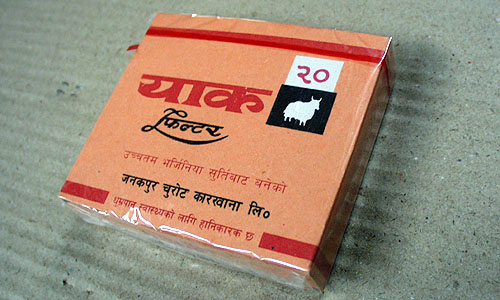 २०
याक
फिल्टर
उच्चतम भर्जिनिया सुर्तिबाट बनेको
जनकपुर चुरोट कारखाना लि०
धुम्रपान स्वास्थ्यको लागि हानिकारक छ